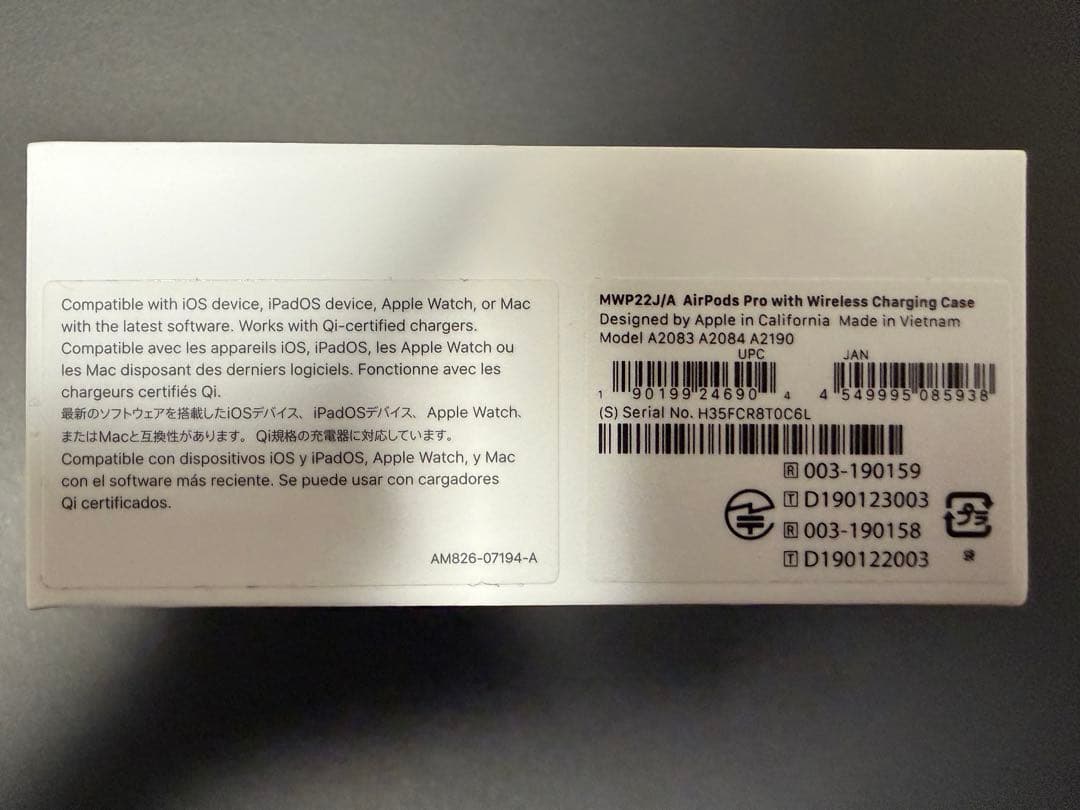 Compatible with iOS device, iPadOS device, Apple Watch, or Mac
with the latest software. Works with Qi-certified chargers.
Compatible avec les appareils iOS, iPadOS, les Apple Watch ou
les Mac disposant des derniers logiciels. Fonctionne avec les
chargeurs certifiés Qi.
最新のソフトウェアを搭載したiOSデバイス、iPadOSデバイス、Apple Watch、
またはMacと互換性があります。Qi規格の充電器に対応しています。
Compatible con dispositivos iOS y iPadOS, Apple Watch, y Mac
con el software más reciente. Se puede usar con cargadores
Qi certificados.
AM826-07194-A
MWP22J/A AirPods Pro with Wireless Charging Case
Designed by Apple in California Made in Vietnam
Model A2083 A2084 A2190
UPC
1 90199 24690 4
JAN
4 549995 085938
(S) Serial No. H35FCR8T0C6L
R 003-190159
T D190123003
R 003-190158
T D190122003
プラ
袋